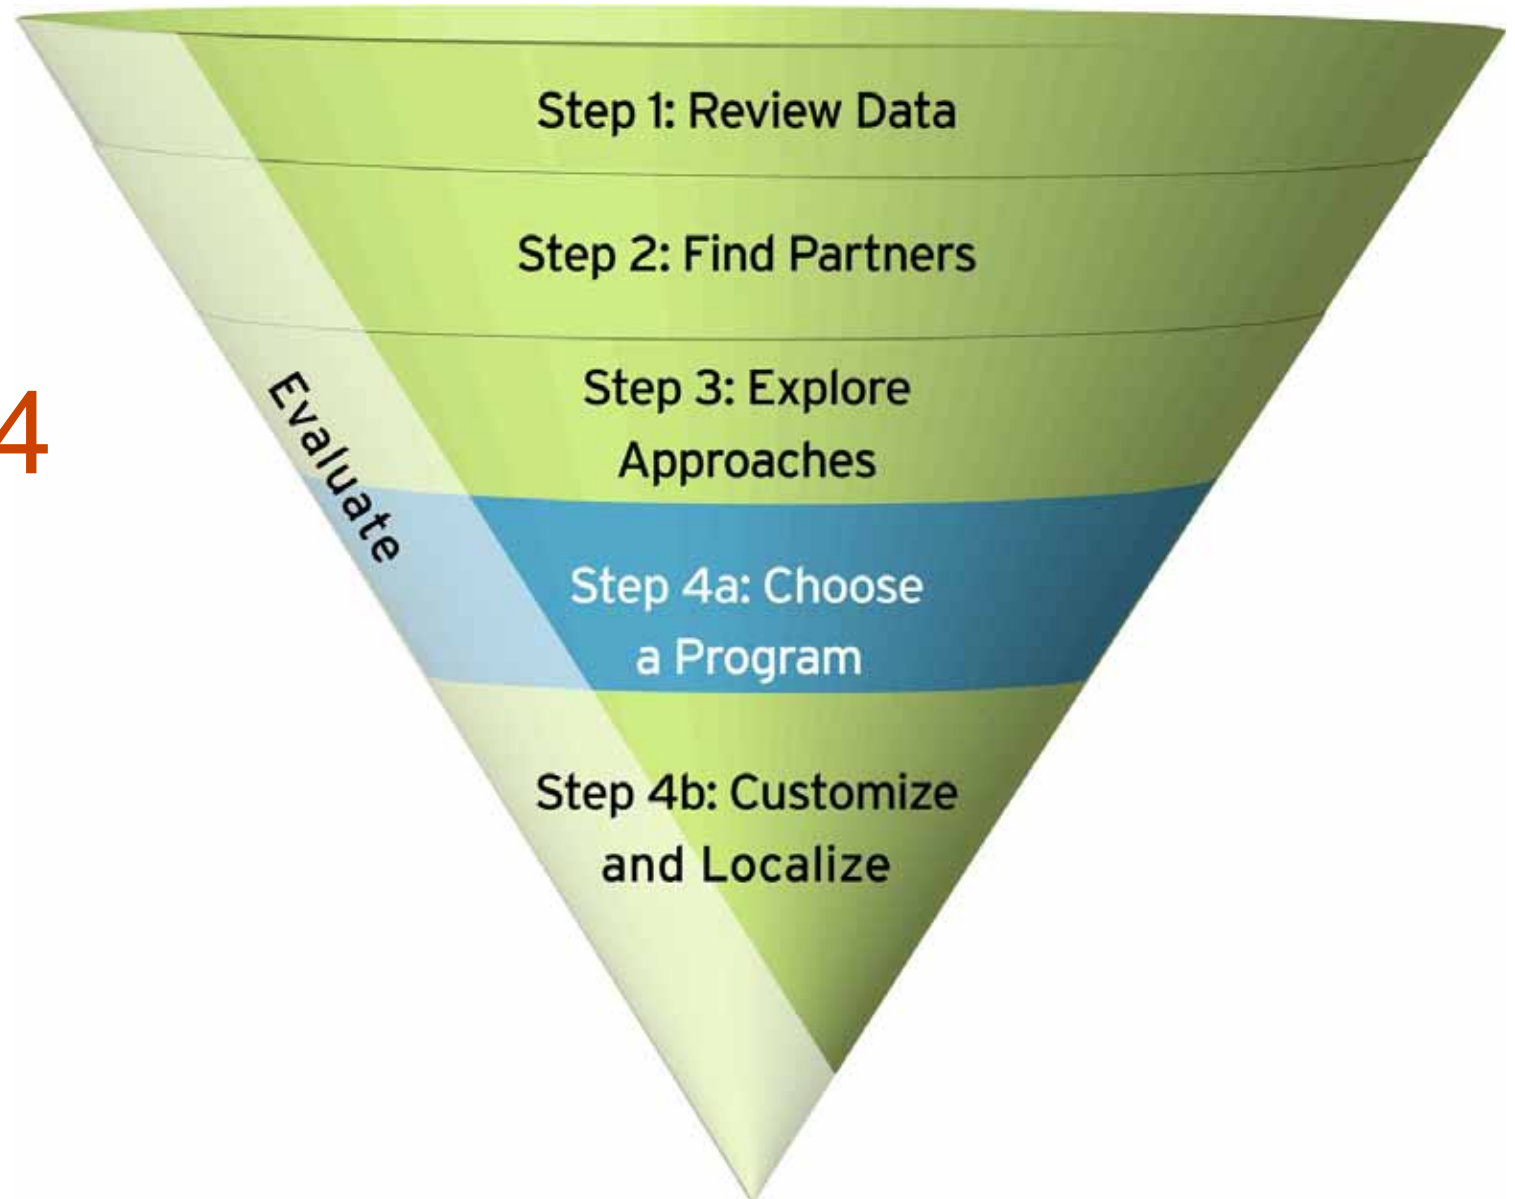 Step 1: Review Data
Step 2: Find Partners
4
Step 3: Explore
Approaches
Evaluate
Step 4a: Choose
a Program
Step 4b: Customize
and Localize